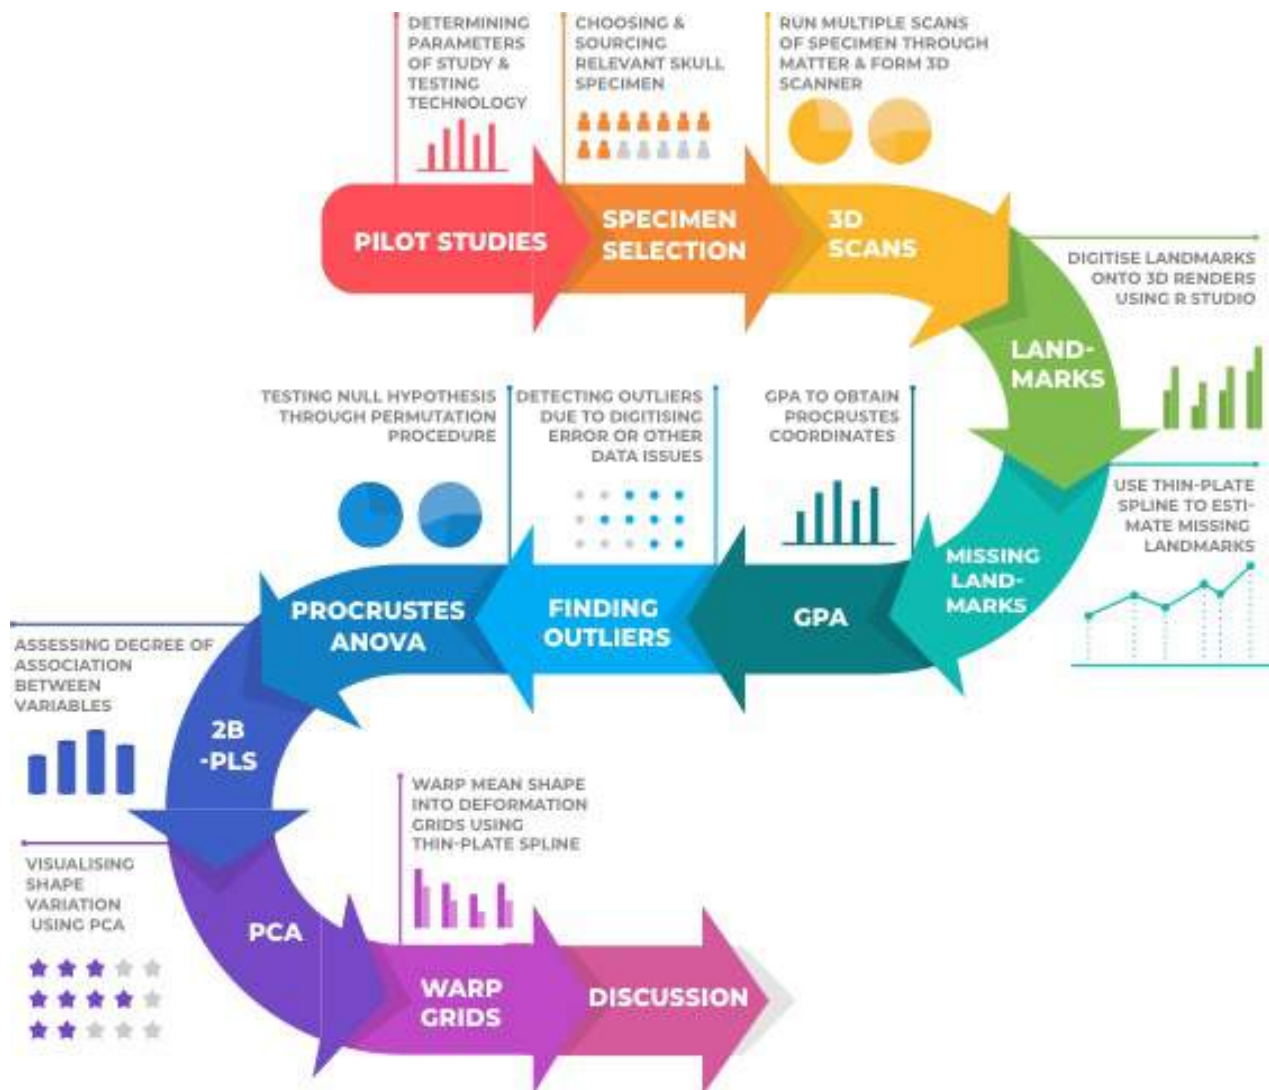 DETERMINING
PARAMETERS
OF STUDY &
TESTING
TECHNOLOGY
CHOOSING &
SOURCING
RELEVANT SKULL
SPECIMEN
RUN MULTIPLE SCANS
OF SPECIMEN THROUGH
MATTER & FORM 3D
SCANNER
PILOT STUDIES
SPECIMEN
SELECTION
3D
SCANS
DIGITISE LANDMARKS
ONTO 3D RENDERS
USING R STUDIO
LAND-
MARKS
USE THIN-PLATE
SPLINE TO ESTI-
MATE MISSING
LANDMARKS
MISSING
LAND-
MARKS
GPA TO OBTAIN
PROCRUSTES
COORDINATES
GPA
DETECTING OUTLIERS
DUE TO DIGITISING
ERROR OR OTHER
DATA ISSUES
FINDING
OUTLIERS
TESTING NULL HYPOTHESIS
THROUGH PERMUTATION
PROCEDURE
PROCRUSTES
ANOVA
ASSESSING DEGREE OF
ASSOCIATION
BETWEEN
VARIABLES
2B
-PLS
VISUALISING
SHAPE
VARIATION
USING PCA
PCA
WARP MEAN SHAPE
INTO DEFORMATION
GRIDS USING
THIN-PLATE SPLINE
WARP
GRIDS
DISCUSSION